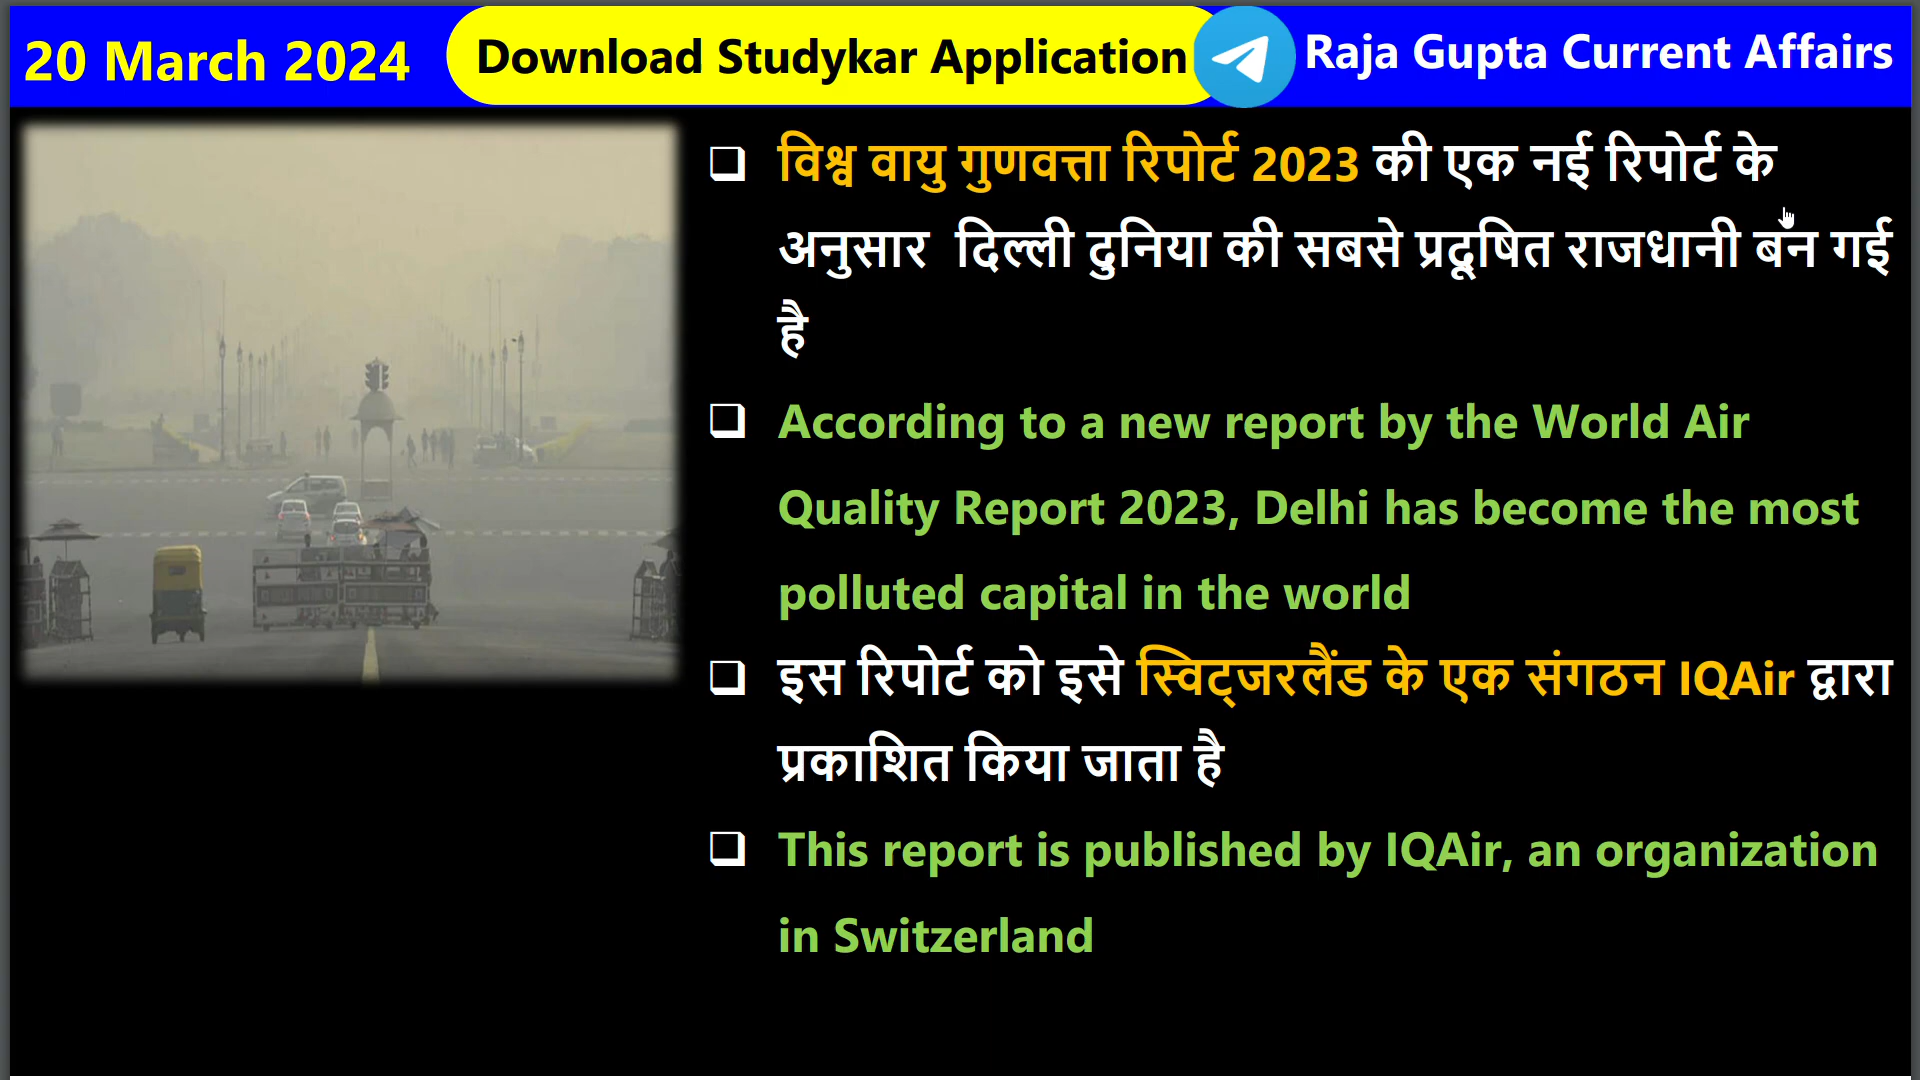 20 March 2024
Download Studykar Application
Raja Gupta Current Affairs
विश्व वायु गुणवत्ता रिपोर्ट 2023 की एक नई रिपोर्ट के
अनुसार दिल्ली दुनिया की सबसे प्रदूषित राजधानी बन गई
है
According to a new report by the World Air
Quality Report 2023, Delhi has become the most
polluted capital in the world
इस रिपोर्ट को इसे स्विट्जरलैंड के एक संगठन IQAir द्वारा
प्रकाशित किया जाता है
This report is published by IQAir, an organization
in Switzerland